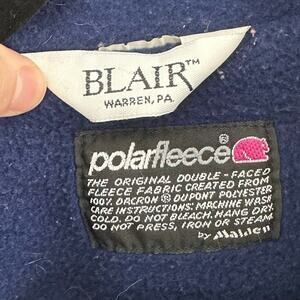 BLAIR™
WARREN, PA.
polarfleece®
THE ORIGINAL DOUBLE-FACED
FLEECE FABRIC CREATED FROM
100% DACRON® DUPONT POLYESTER
CARE INSTRUCTIONS: MACHINE WASH
COLD. DO NOT BLEACH. HANG DRY.
DO NOT PRESS, IRON OR STEAM
by Malden